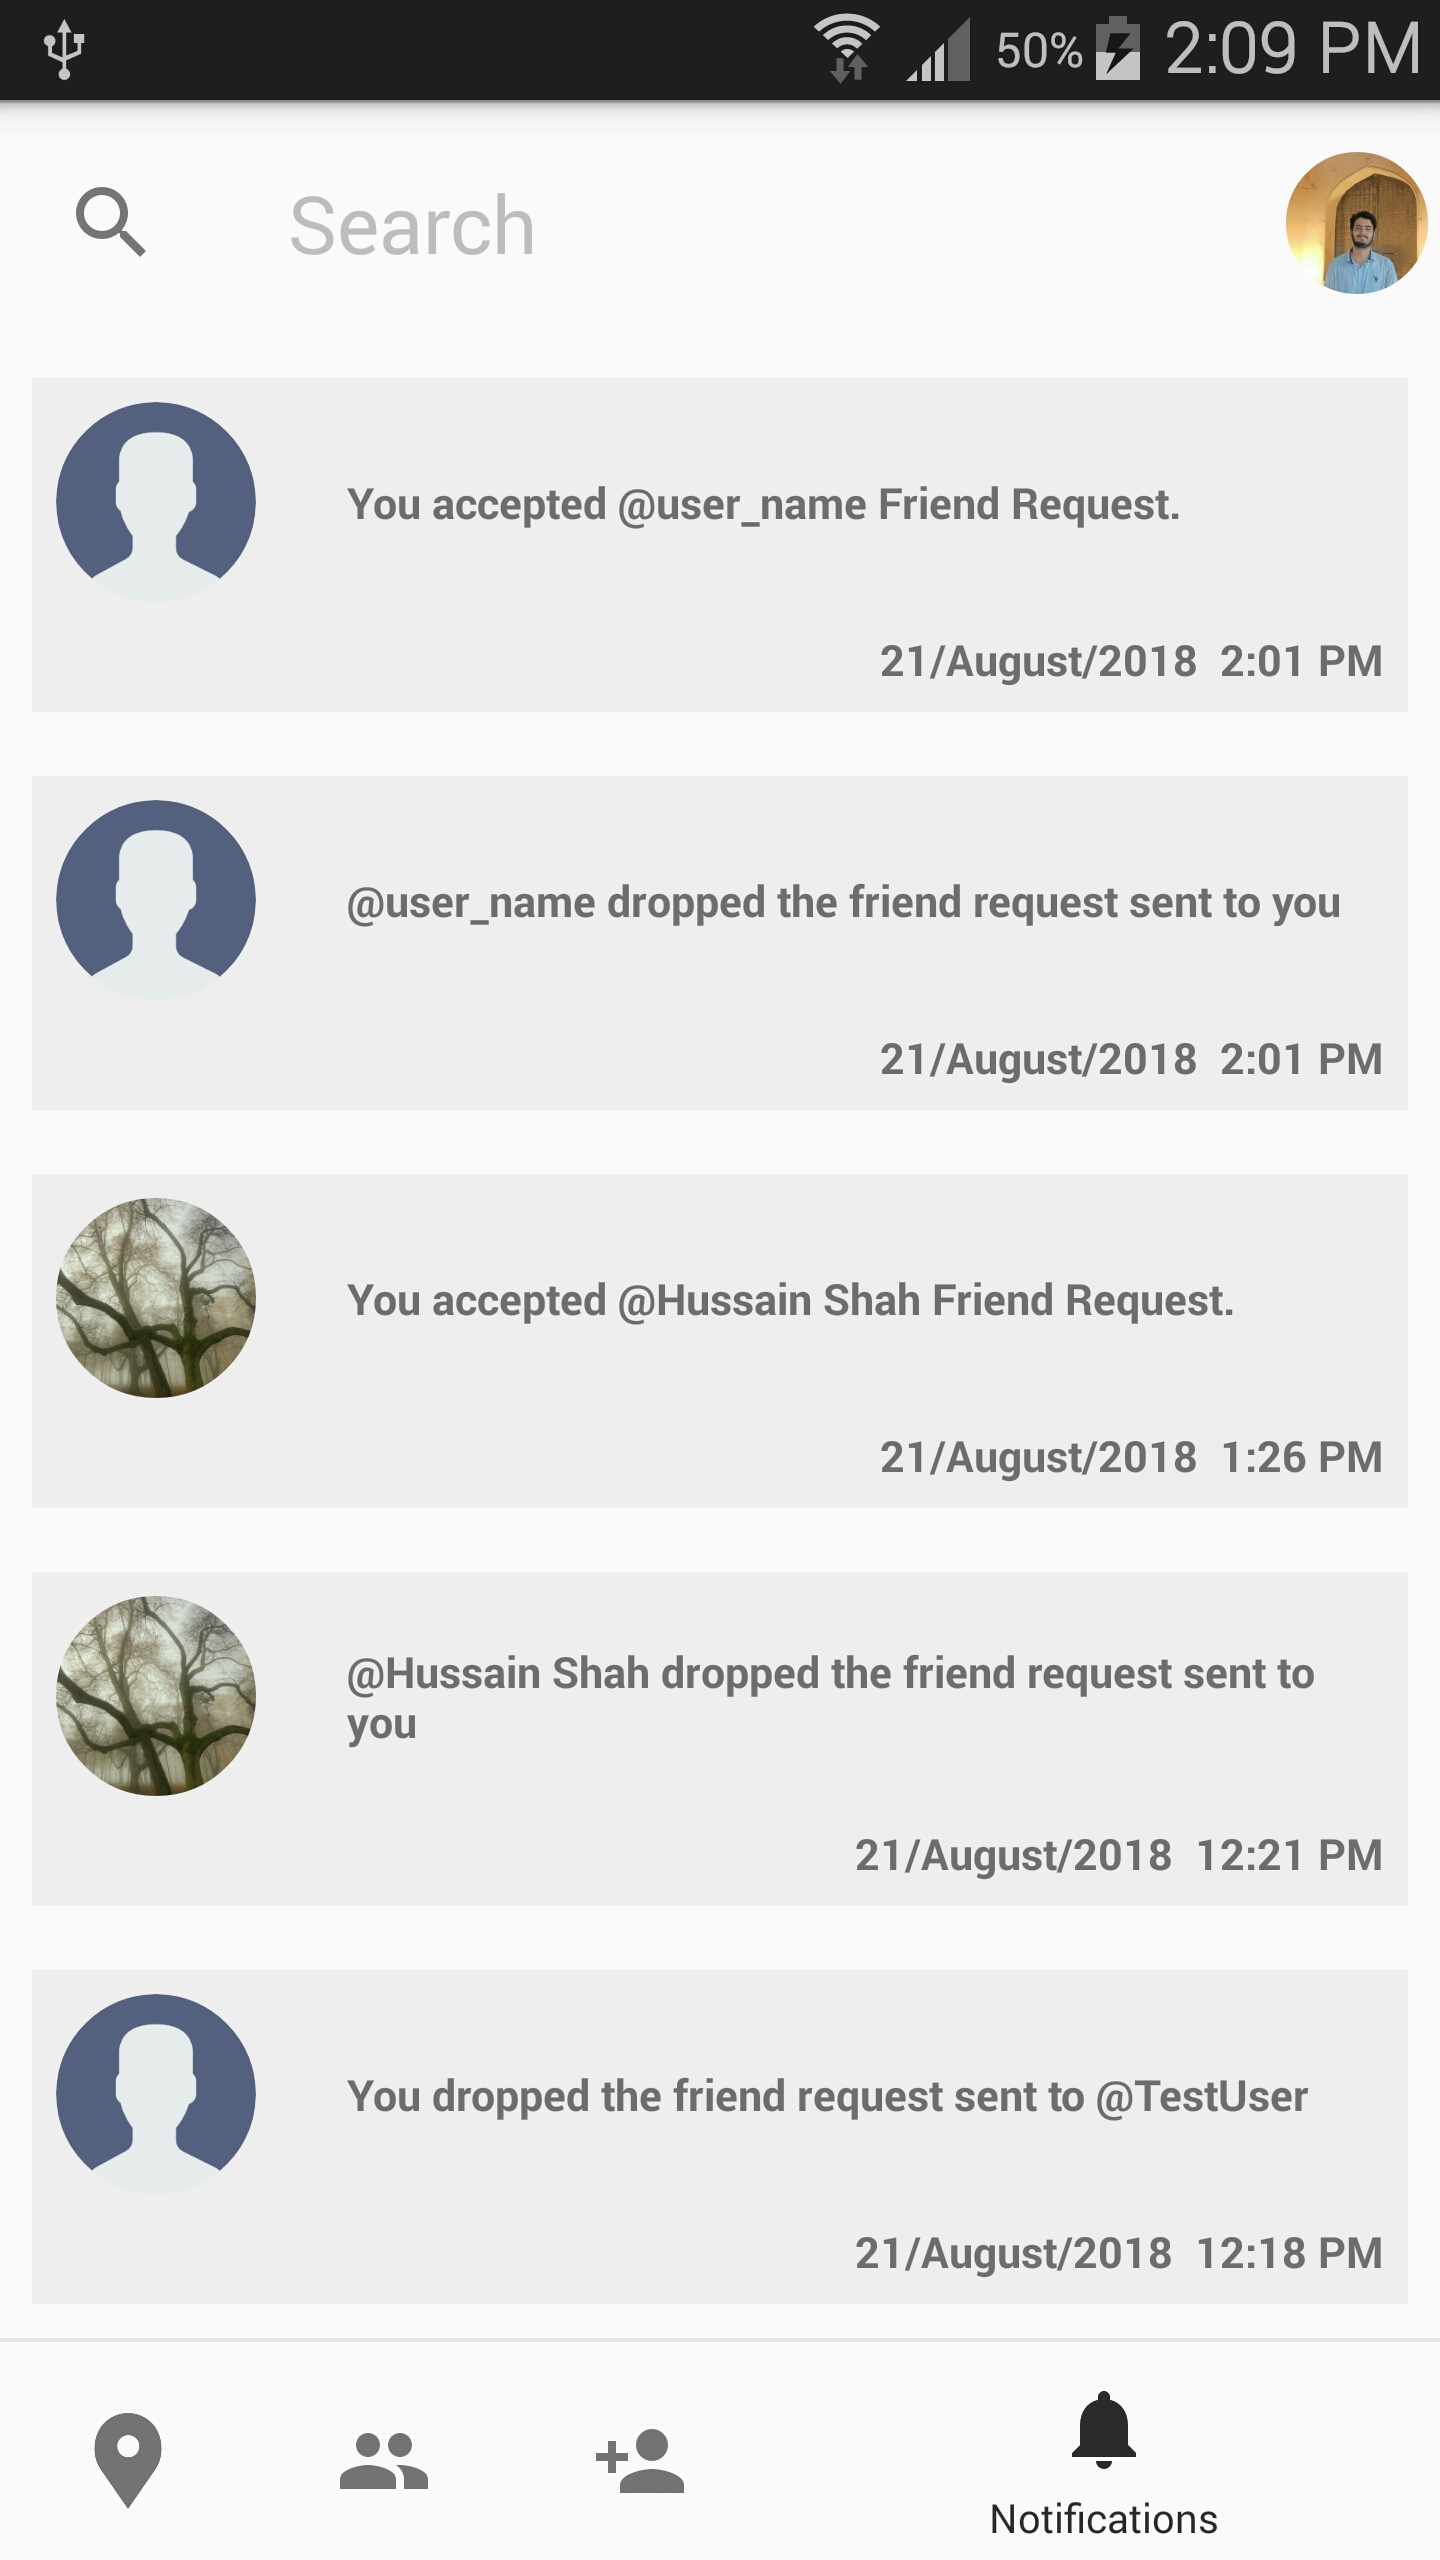 50% 2:09 PM
Search
You accepted @user_name Friend Request.
21/August/2018  2:01 PM
@user_name dropped the friend request sent to you
21/August/2018  2:01 PM
You accepted @Hussain Shah Friend Request.
21/August/2018  1:26 PM
@Hussain Shah dropped the friend request sent to
you
21/August/2018  12:21 PM
You dropped the friend request sent to @TestUser
21/August/2018  12:18 PM
Notifications